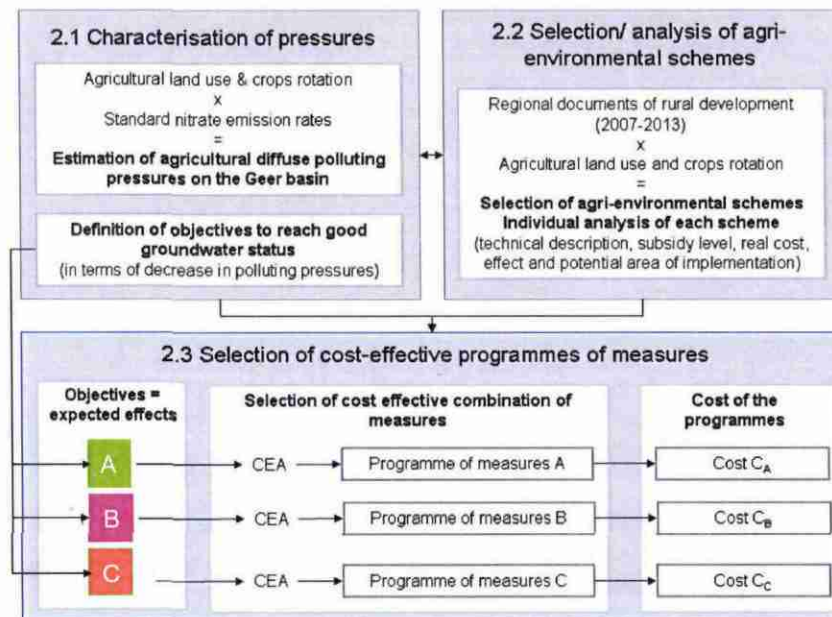 2.1 Characterisation of pressures
Agricultural land use & crops rotation
x
Standard nitrate emission rates
=
Estimation of agricultural diffuse polluting
pressures on the Geer basin
Definition of objectives to reach good
groundwater status
(in terms of decrease in polluting pressures)
2.2 Selection/ analysis of agri-
environmental schemes
Regional documents of rural development
(2007-2013)
x
Agricultural land use and crops rotation
=
Selection of agri-environmental schemes
Individual analysis of each scheme
(technical description, subsidy level, real cost,
effect and potential area of implementation)
2.3 Selection of cost-effective programmes of measures
Objectives =
expected effects
Selection of cost effective combination of
measures
Cost of the
programmes
A
CEA
Programme of measures A
Cost C_A
B
CEA
Programme of measures B
Cost C_B
C
CEA
Programme of measures C
Cost C_C